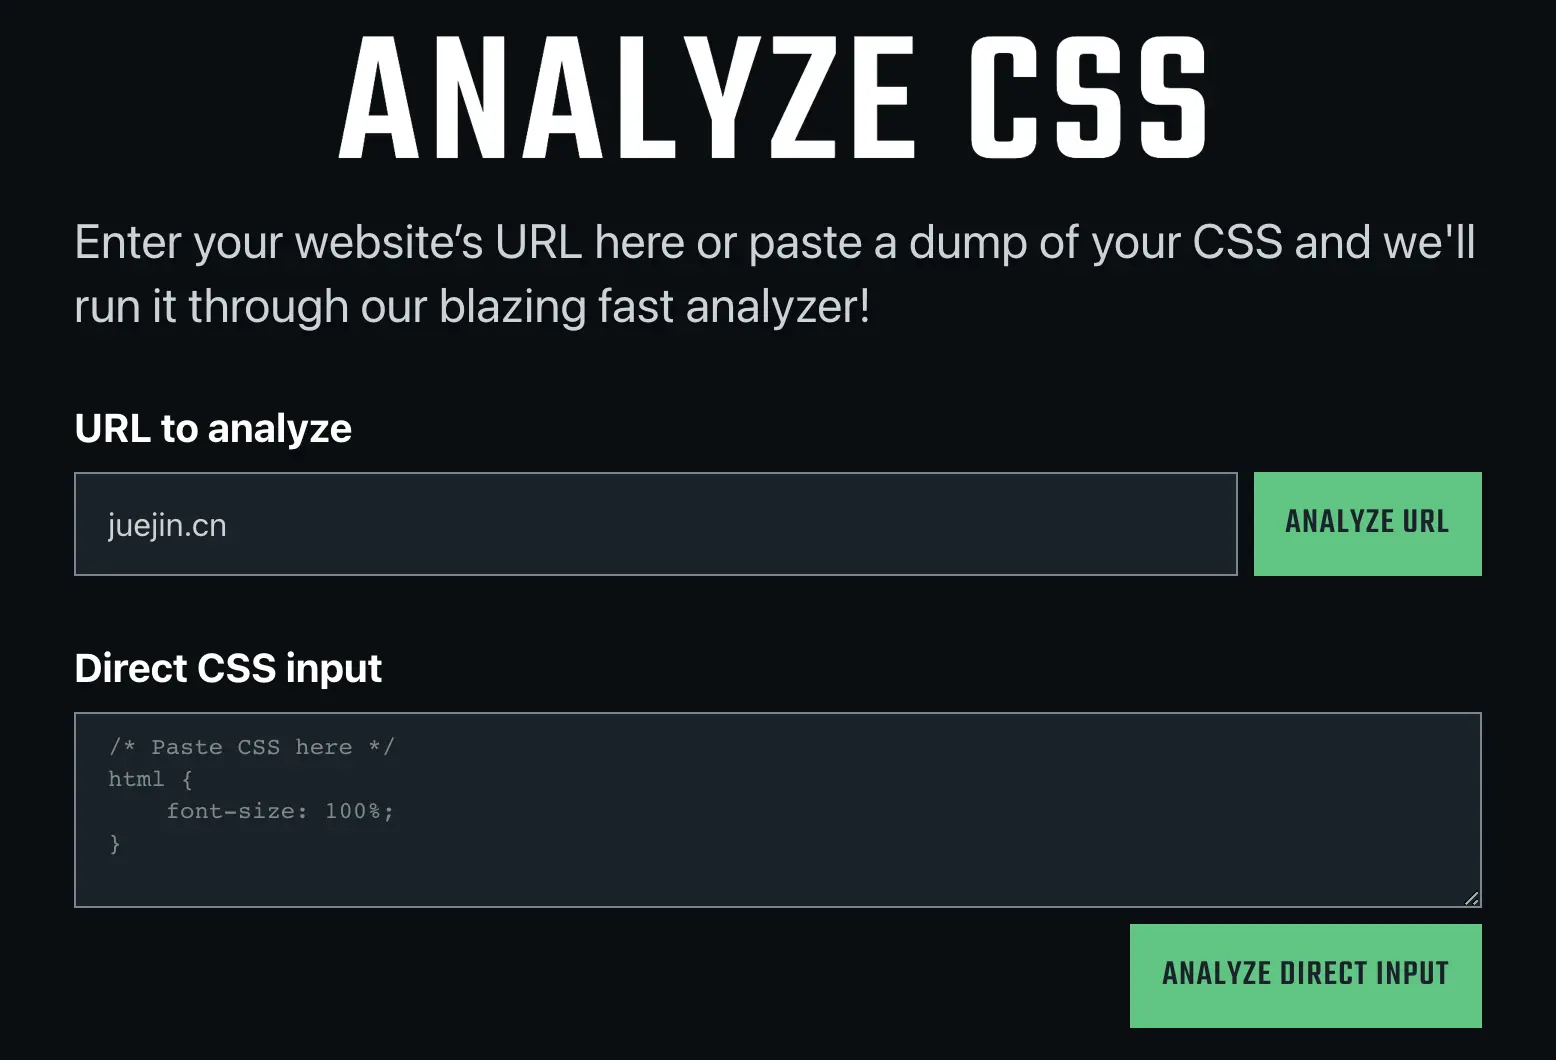 ANALYZE CSS
Enter your website’s URL here or paste a dump of your CSS and we'll
run it through our blazing fast analyzer!
URL to analyze
juejin.cn
ANALYZE URL
Direct CSS input
/* Paste CSS here */
html {
    font-size: 100%;
}
ANALYZE DIRECT INPUT